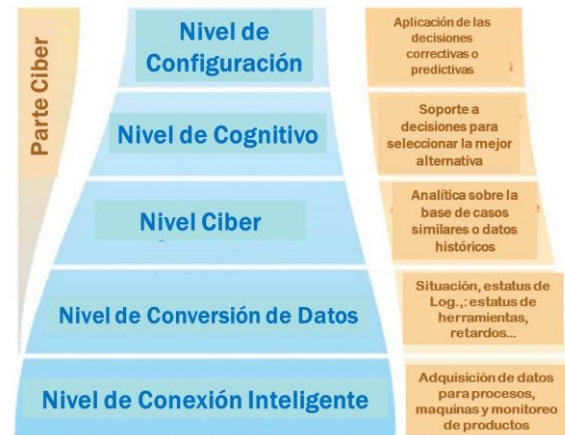 Parte Ciber
Nivel de
Configuración
Aplicación de las
decisiones
correctivas o
predictivas
Nivel de Cognitivo
Soporte a
decisiones para
seleccionar la mejor
alternativa
Nivel Ciber
Analítica sobre la
base de casos
similares o datos
históricos
Nivel de Conversión de Datos
Situación, estatus de
Log.,: estatus de
herramientas,
retardos...
Nivel de Conexión Inteligente
Adquisición de datos
para procesos,
maquinas y monitoreo
de productos